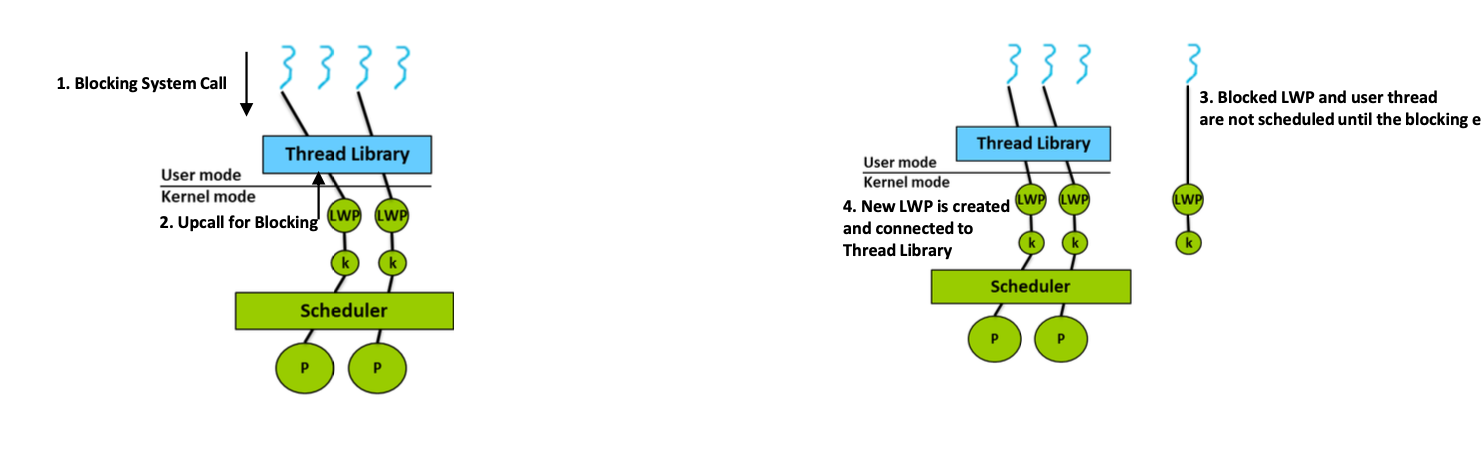 1. Blocking System Call
Thread Library
User mode
Kernel mode
2. Upcall for Blocking
LWP
LWP
k
k
Scheduler
P
P
3. Blocked LWP and user thread
are not scheduled until the blocking e
Thread Library
User mode
Kernel mode
4. New LWP is created
and connected to
Thread Library
LWP
LWP
LWP
k
k
k
Scheduler
P
P